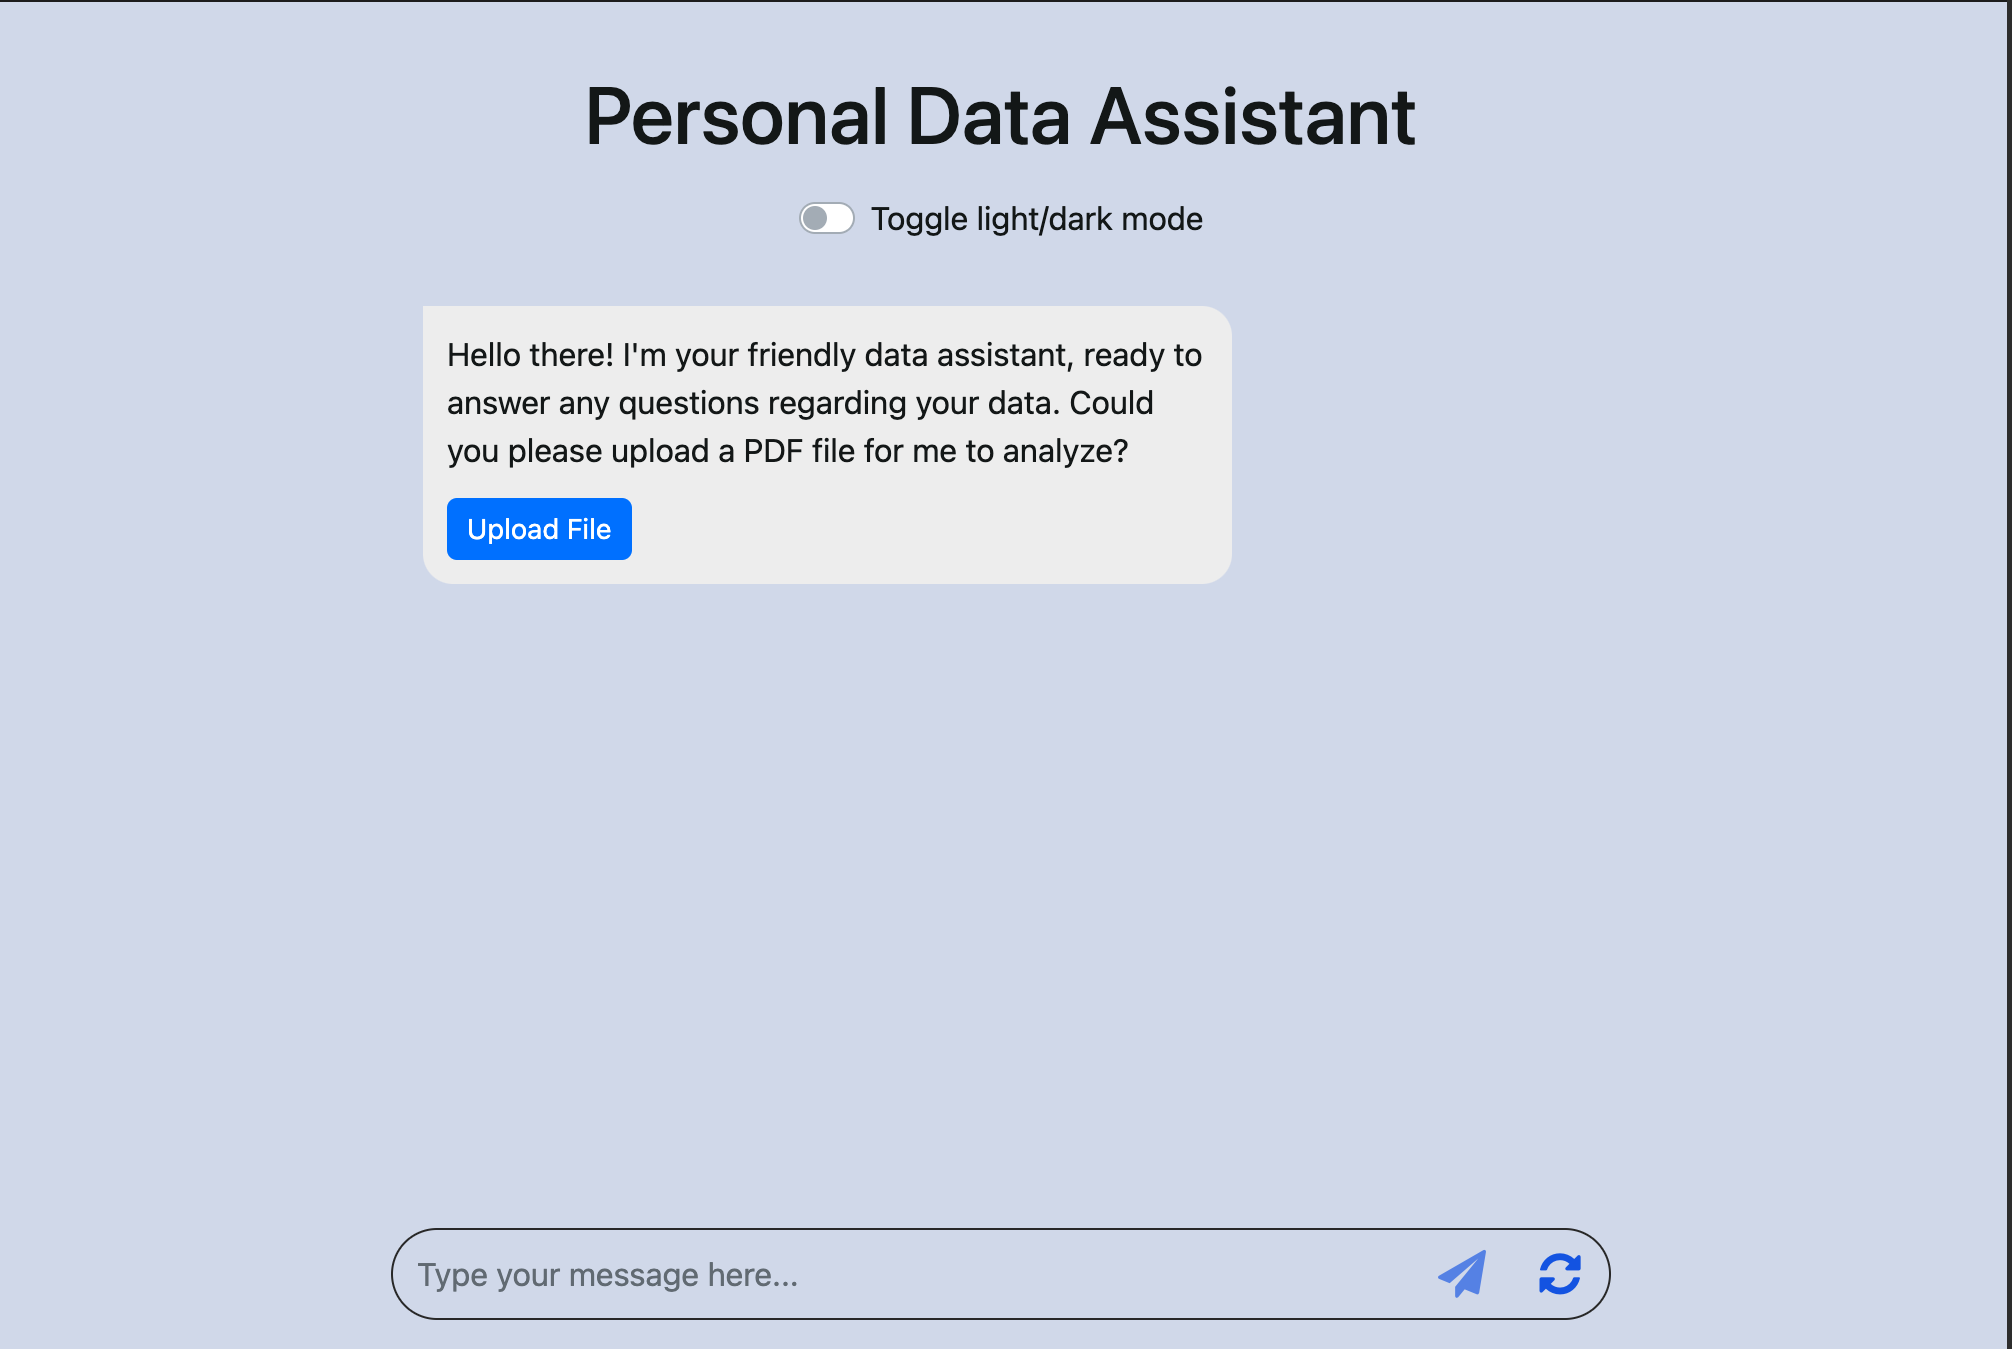 Personal Data Assistant
Toggle light/dark mode
Hello there! I'm your friendly data assistant, ready to
answer any questions regarding your data. Could
you please upload a PDF file for me to analyze?
Upload File
Type your message here...